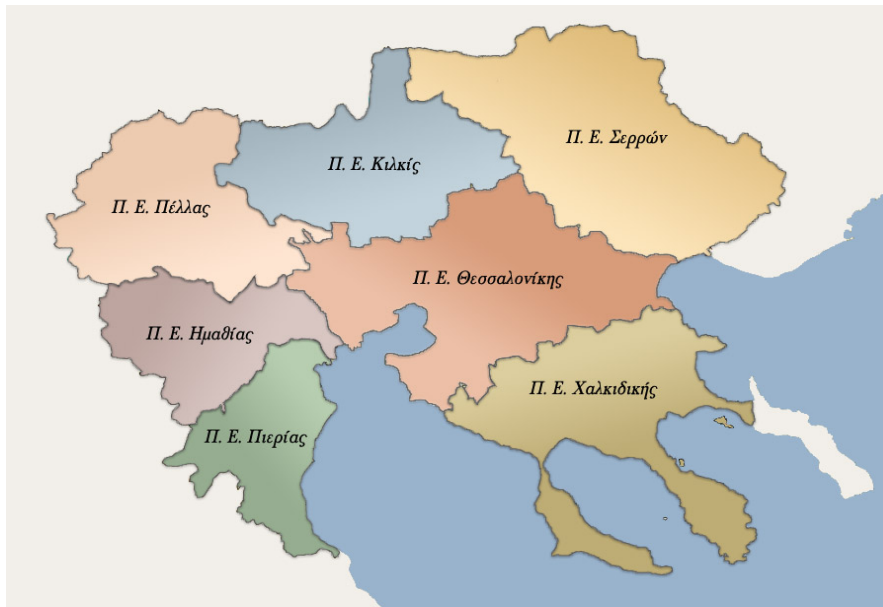 Π. Ε. Σερρών
Π. Ε. Κιλκίς
Π. Ε. Πέλλας
Π. Ε. Θεσσαλονίκης
Π. Ε. Ημαθίας
Π. Ε. Χαλκιδικής
Π. Ε. Πιερίας